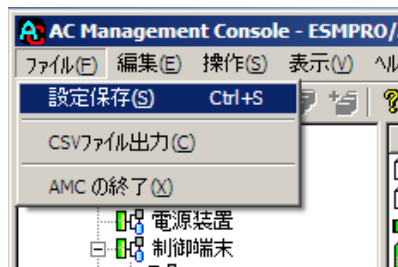 AC Management Console - ESMPRO/
ファイル(F) 編集(E) 操作(S) 表示(V) ヘル
設定保存(S) Ctrl+S
CSVファイル出力(C)
AMC の終了(X)
電源装置
制御端末